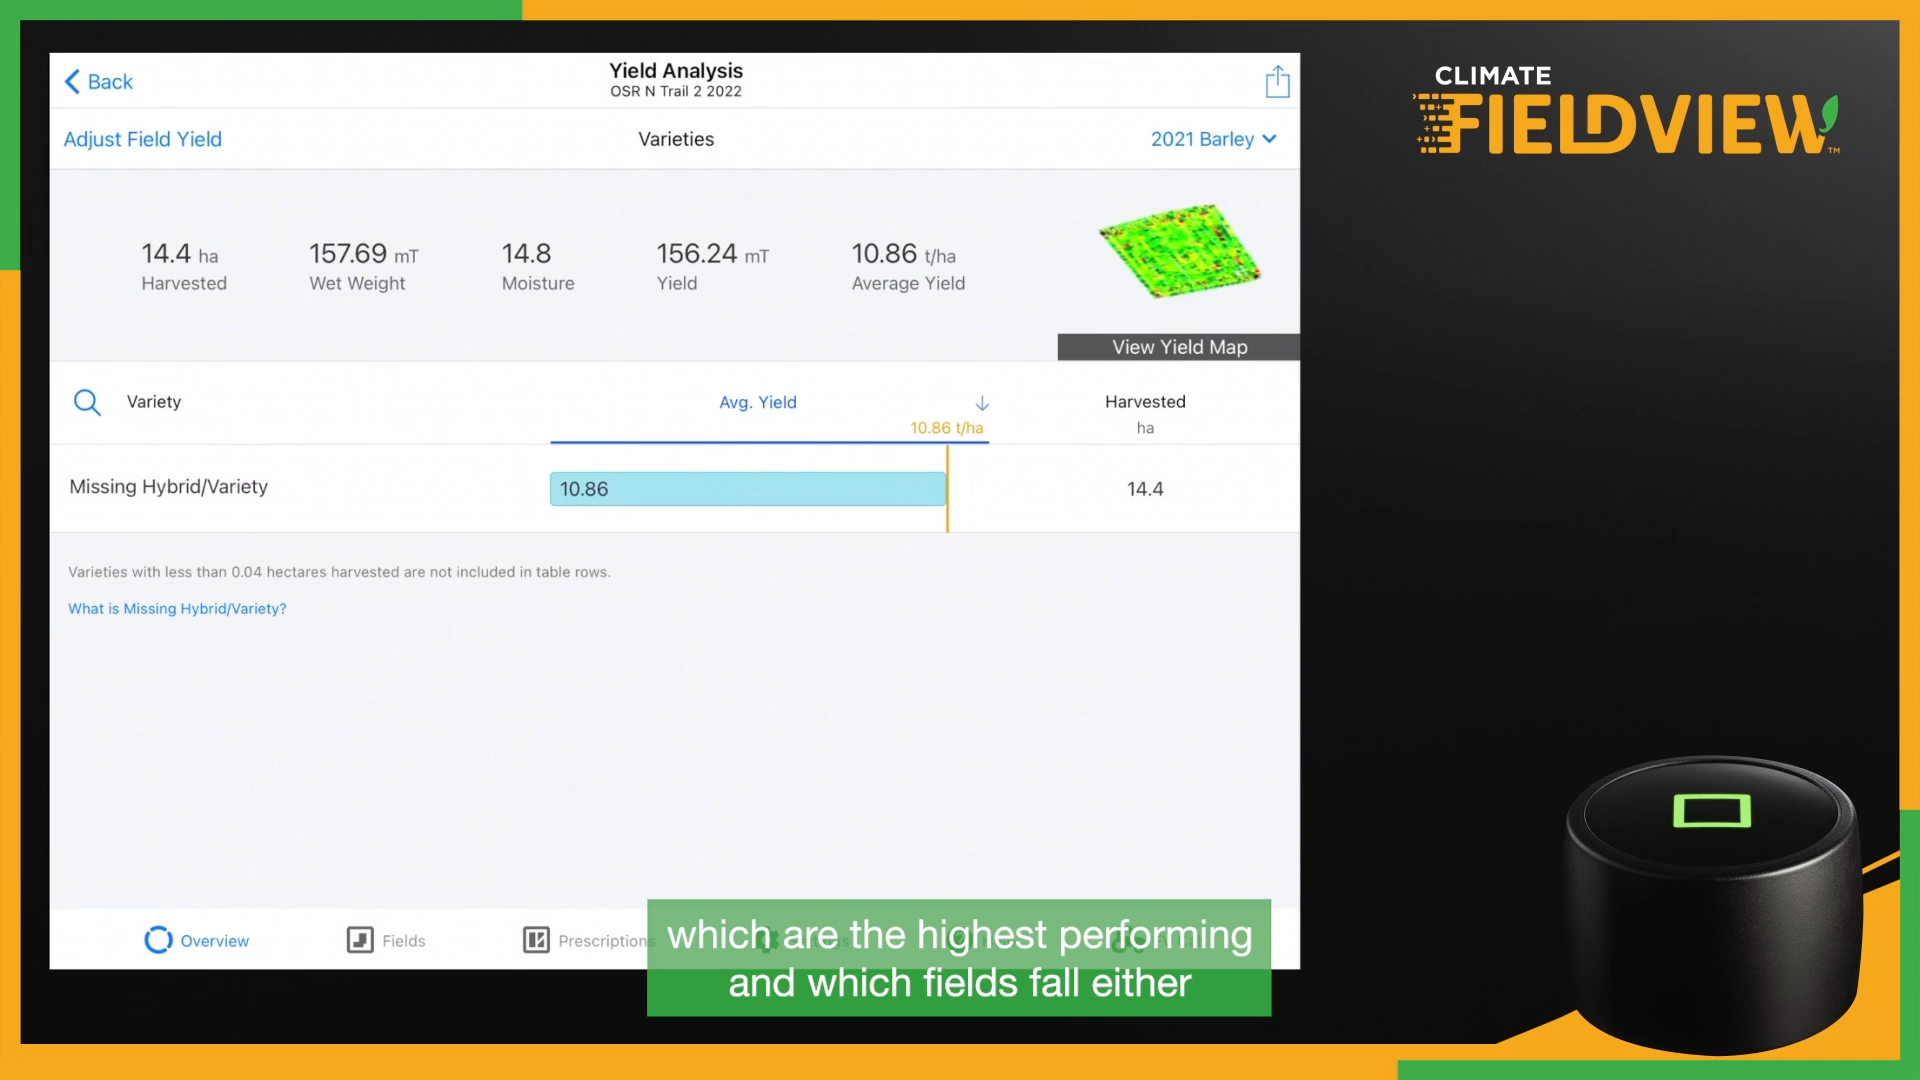 Back
Yield Analysis
OSR N Trail 2 2022
CLIMATE
FIELDVIEW™
Adjust Field Yield
Varieties
2021 Barley
14.4 ha
Harvested
157.69 mT
Wet Weight
14.8
Moisture
156.24 mT
Yield
10.86 t/ha
Average Yield
View Yield Map
Variety
Avg. Yield
10.86 t/ha
Harvested
ha
Missing Hybrid/Variety
10.86
14.4
Varieties with less than 0.04 hectares harvested are not included in table rows.
What is Missing Hybrid/Variety?
Overview
Fields
Prescriptions
which are the highest performing
and which fields fall either